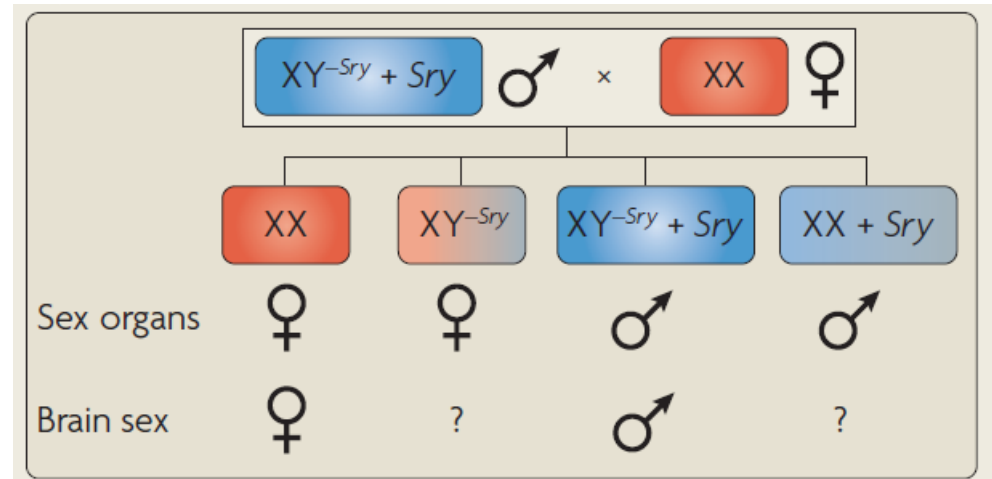 XY–Sry + Sry × XX
XX XY–Sry XY–Sry + Sry XX + Sry
Sex organs
Brain sex ? ?